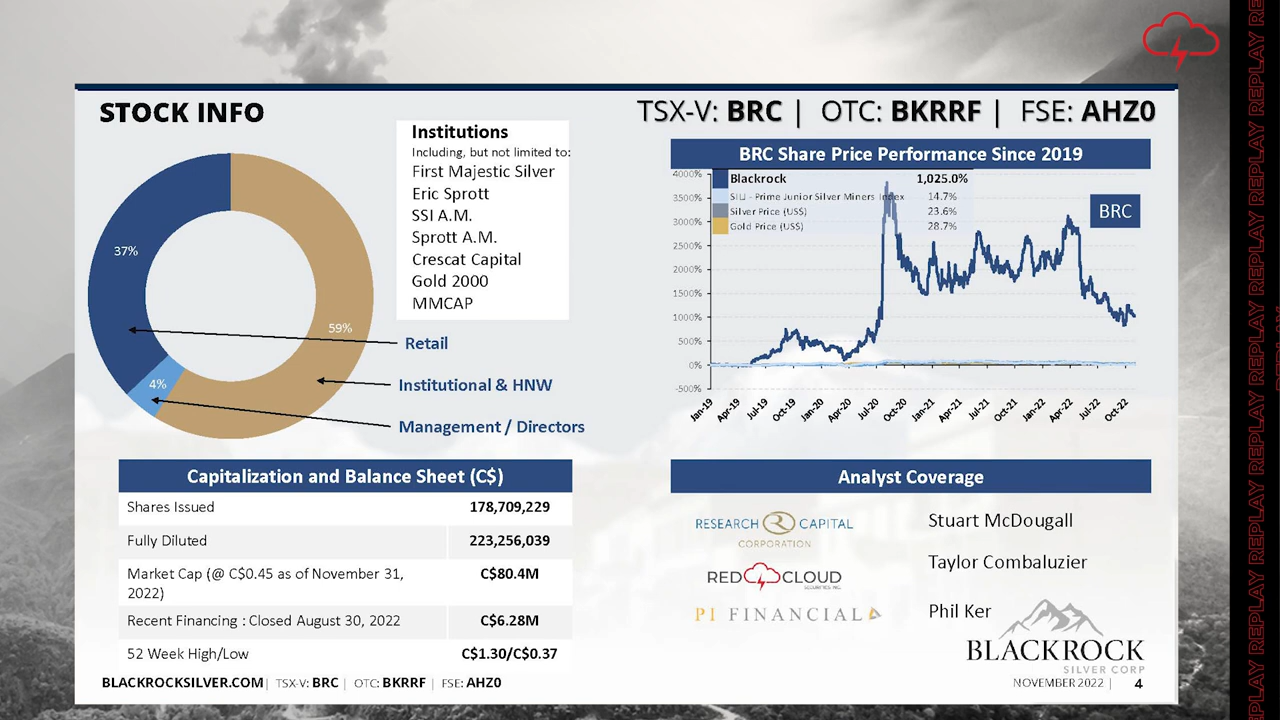 STOCK INFO
TSX-V: BRC | OTC: BKRRF | FSE: AHZ0
Institutions
Including, but not limited to:
First Majestic Silver
Eric Sprott
SSI A.M.
Sprott A.M.
Crescat Capital
Gold 2000
MMCAP
37%
59%
4%
Retail
Institutional & HNW
Management / Directors
BRC Share Price Performance Since 2019
Blackrock 1,025.0%
SILJ - Prime Junior Silver Miners Index 14.7%
Silver Price (US$) 23.6%
Gold Price (US$) 28.7%
BRC
4000%
3500%
3000%
2500%
2000%
1500%
1000%
500%
0%
-500%
Jan-19 Apr-19 Jul-19 Oct-19 Jan-20 Apr-20 Jul-20 Oct-20 Jan-21 Apr-21 Jul-21 Oct-21 Jan-22 Apr-22 Jul-22 Oct-22
Capitalization and Balance Sheet (C$)
Shares Issued 178,709,229
Fully Diluted 223,256,039
Market Cap (@ C$0.45 as of November 31, C$80.4M
2022)
Recent Financing : Closed August 30, 2022 C$6.28M
52 Week High/Low C$1.30/C$0.37
Analyst Coverage
RESEARCH R CAPITAL
CORPORATION
Stuart McDougall
RED CLOUD
SECURITIES INC.
Taylor Combaluzier
PI FINANCIAL
Phil Ker
BLACKROCK
SILVER CORP
BLACKROCKSILVER.COM| TSX-V: BRC | OTC: BKRRF | FSE: AHZ0
NOVEMBER 2022 | 4
REPLAY REPLAY REPLAY REPLAY REPLAY REPLAY REPLAY